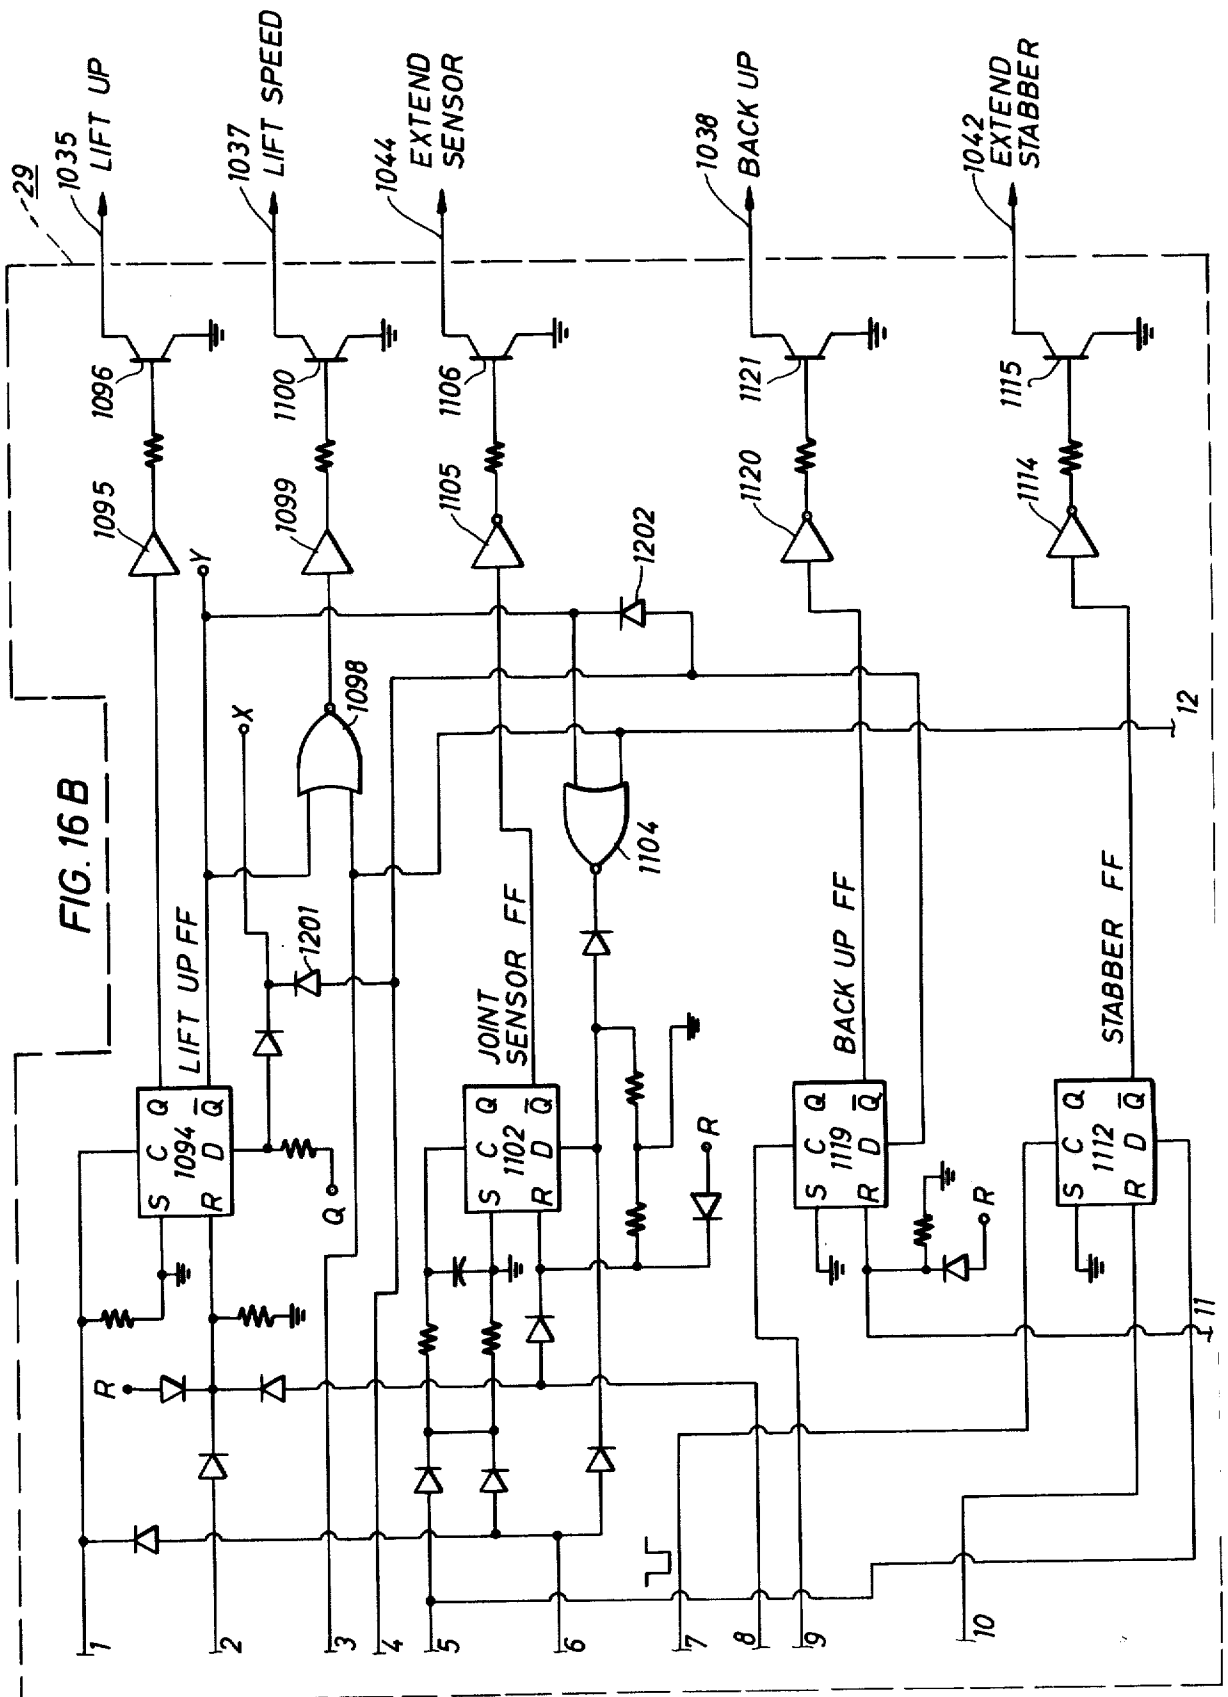 FIG. 16 B
29
1035
LIFT UP
1037
LIFT SPEED
1044
EXTEND
SENSOR
1038
BACK UP
1042
EXTEND
STABBER
1096
1100
1106
1121
1115
1095
Y
1099
1105
1202
1120
1114
X
1098
1104
12
1201
LIFT UP FF
JOINT
SENSOR FF
BACK UP FF
STABBER FF
S C Q
1094
R D Q̅
Q
R
S C Q
1102
R D Q̅
R
S C Q
1119
R D Q̅
R
S C Q
1112
R D Q̅
11
1
2
3
4
5
6
7
8
9
10